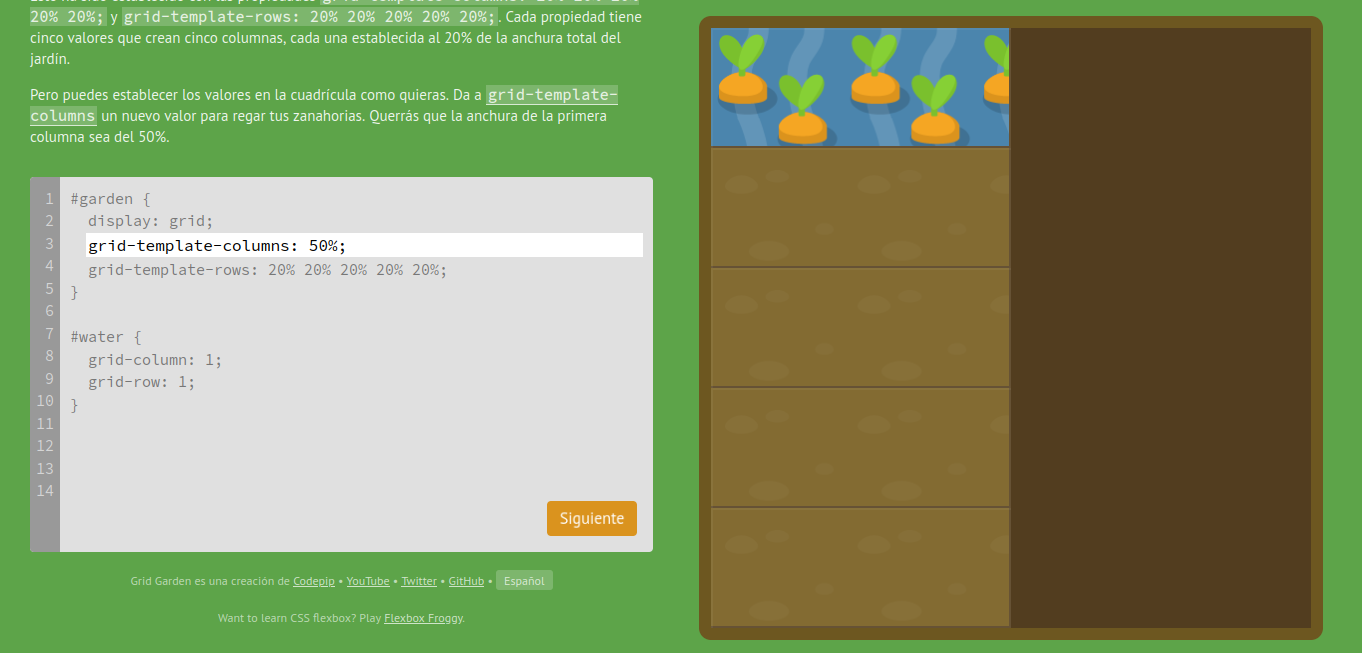 20% 20%; y grid-template-rows: 20% 20% 20% 20% 20%;. Cada propiedad tiene
cinco valores que crean cinco columnas, cada una establecida al 20% de la anchura total del
jardín.
Pero puedes establecer los valores en la cuadrícula como quieras. Da a grid-template-
columns un nuevo valor para regar tus zanahorias. Querrás que la anchura de la primera
columna sea del 50%.
1 #garden {
2 display: grid;
3 grid-template-columns: 50%;
4 grid-template-rows: 20% 20% 20% 20% 20%;
5 }
6
7 #water {
8 grid-column: 1;
9 grid-row: 1;
10 }
11
12
13
14
Siguiente
Grid Garden es una creación de Codepip • YouTube • Twitter • GitHub • Español
Want to learn CSS flexbox? Play Flexbox Froggy.